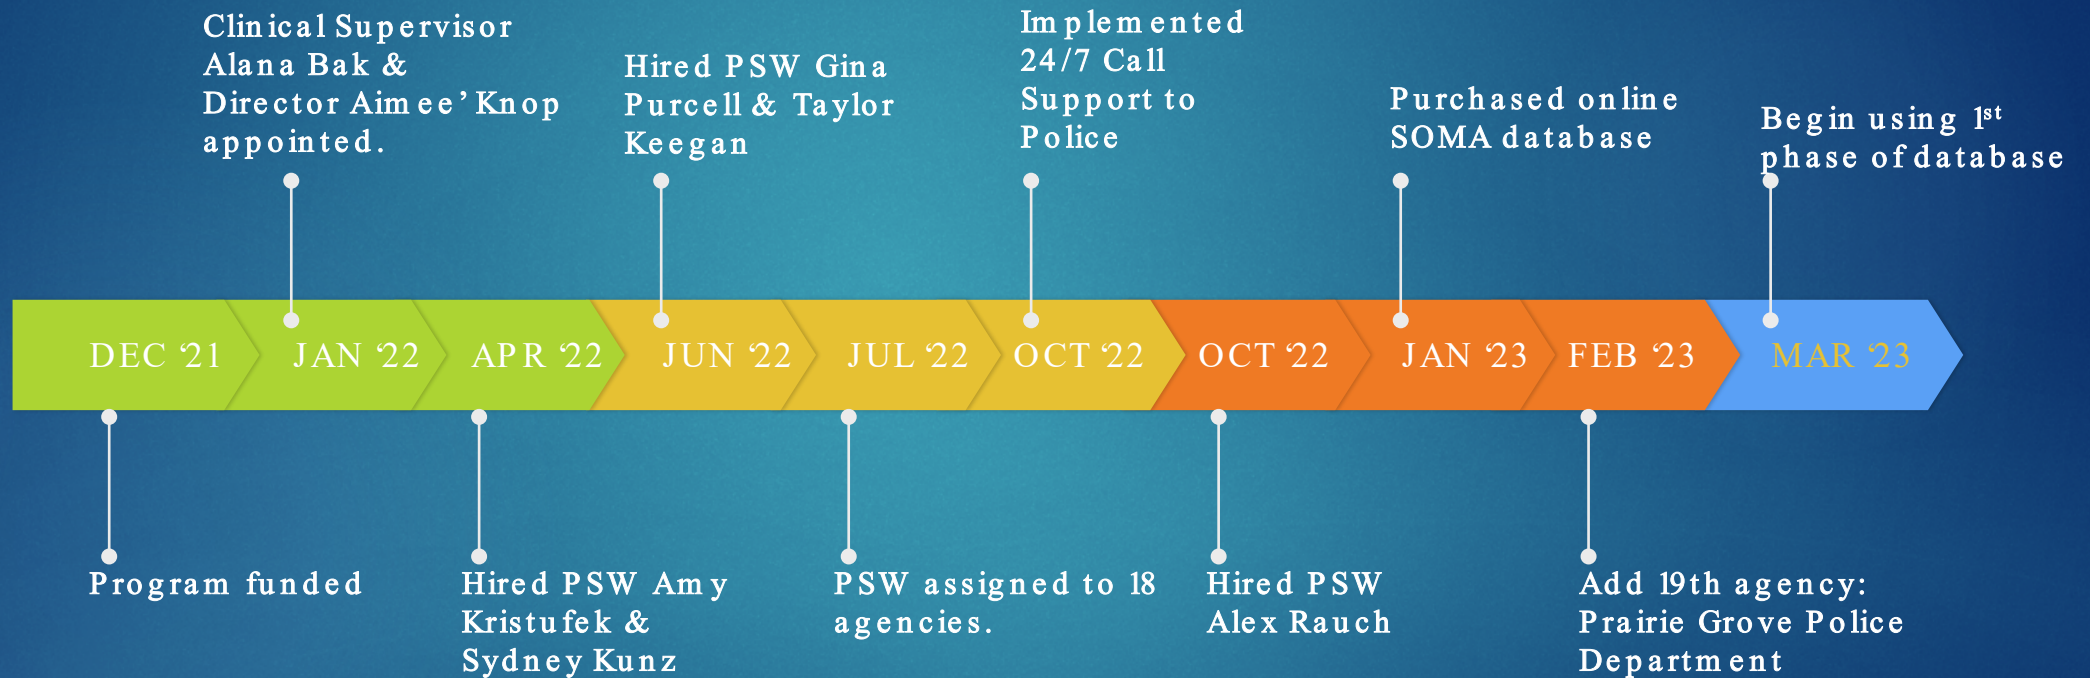 Clinical Supervisor
Alana Bak &
Director Aimee’ Knop
appointed.
Hired PSW Gina
Purcell & Taylor
Keegan
Implemented
24/7 Call
Support to
Police
Purchased online
SOMA database
Begin using 1st
phase of database
DEC ‘21
JAN ‘22
APR ‘22
JUN ‘22
JUL ‘22
OCT ‘22
OCT ‘22
JAN ‘23
FEB ‘23
MAR ‘23
Program funded
Hired PSW Amy
Kristufek &
Sydney Kunz
PSW assigned to 18
agencies.
Hired PSW
Alex Rauch
Add 19th agency:
Prairie Grove Police
Department